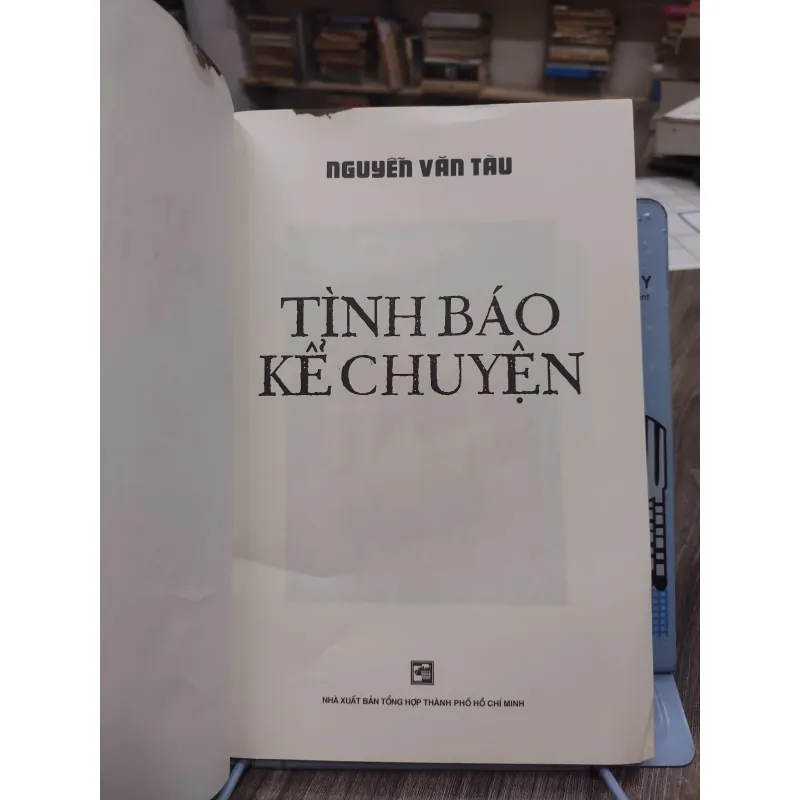 NGUYỄN VĂN TÀU
TÌNH BÁO
KỂ CHUYỆN
NHÀ XUẤT BẢN TỔNG HỢP THÀNH PHỐ HỒ CHÍ MINH